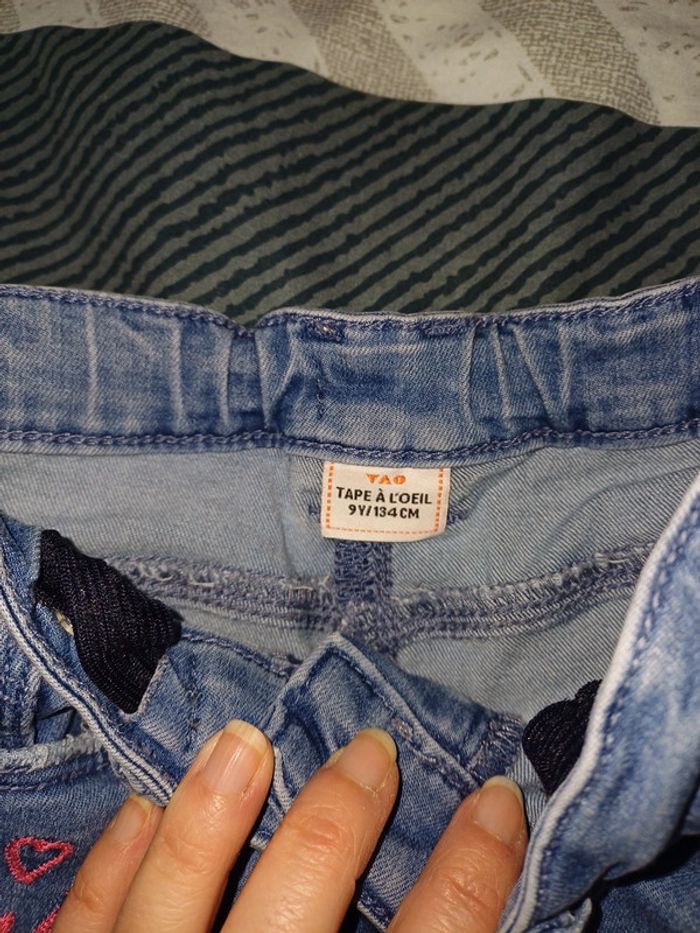 TAO
TAPE À L'OEIL
9Y/134CM